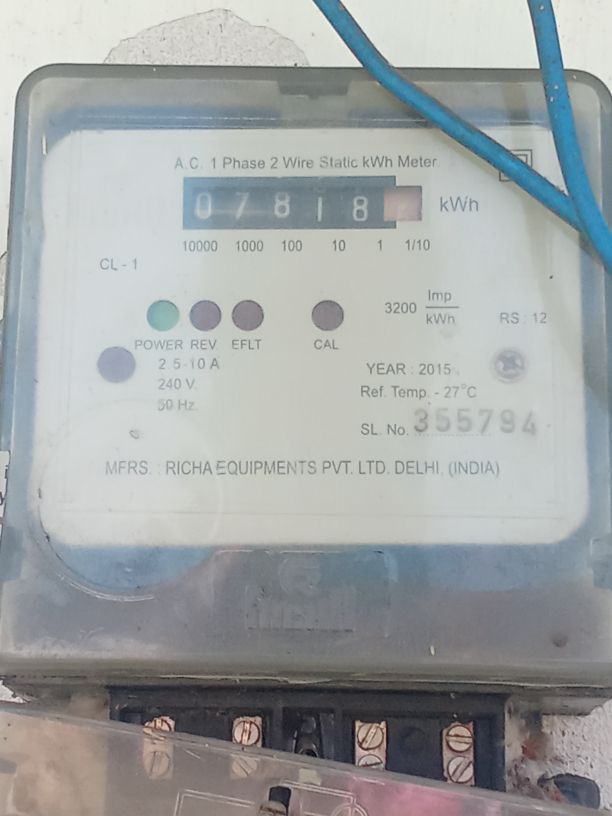 A.C. 1 Phase 2 Wire Static kWh Meter
07818 kWh
10000 1000 100 10 1 1/10
CL - 1
3200 Imp/kWh
RS : 12
POWER REV. EFLT CAL
2.5-10 A
240 V.
50 Hz.
YEAR : 2015
Ref. Temp. - 27°C
SL. No. 355794
MFRS. : RICHA EQUIPMENTS PVT. LTD. DELHI, (INDIA)